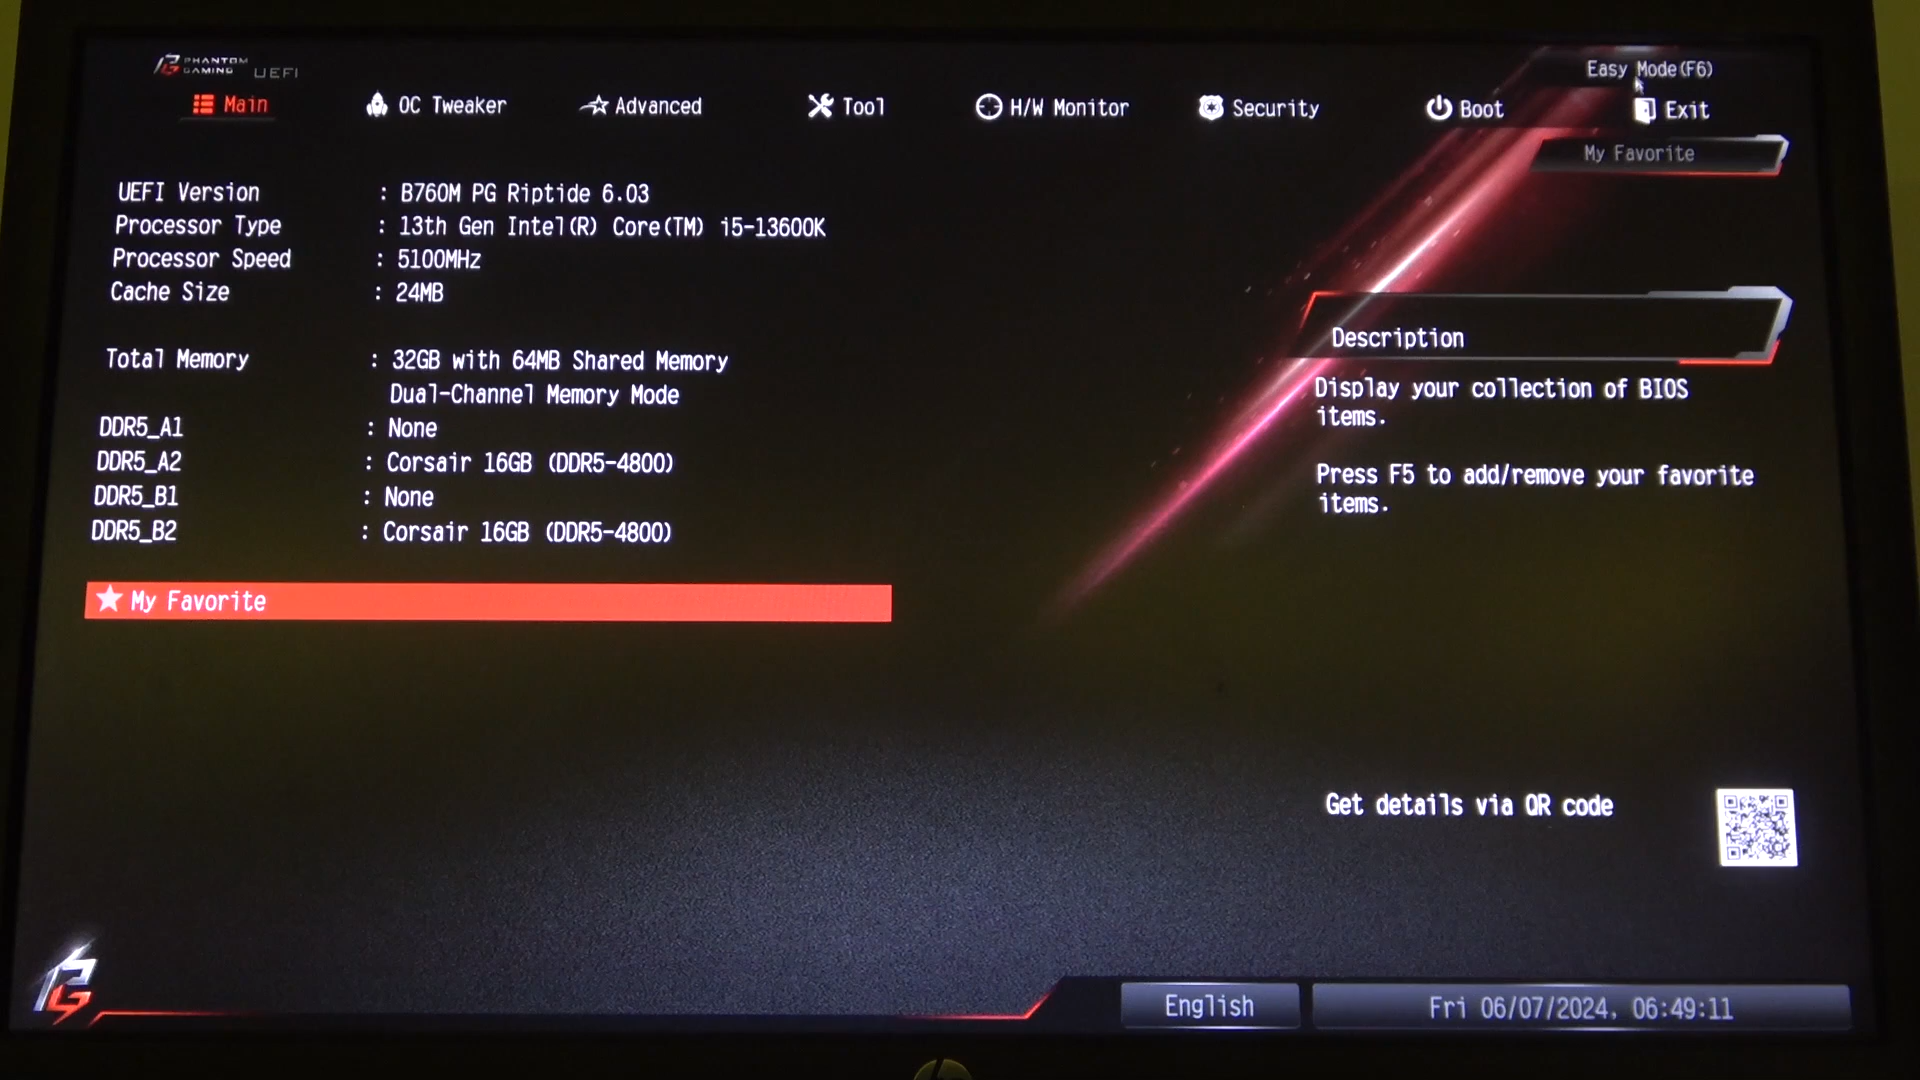 PHANTOM
GAMING UEFI
Easy Mode(F6)
Main OC Tweaker Advanced Tool H/W Monitor Security Boot Exit
My Favorite
UEFI Version : B760M PG Riptide 6.03
Processor Type : 13th Gen Intel(R) Core(TM) i5-13600K
Processor Speed : 5100MHz
Cache Size : 24MB
Total Memory : 32GB with 64MB Shared Memory
Dual-Channel Memory Mode
DDR5_A1 : None
DDR5_A2 : Corsair 16GB (DDR5-4800)
DDR5_B1 : None
DDR5_B2 : Corsair 16GB (DDR5-4800)
My Favorite
Description
Display your collection of BIOS
items.
Press F5 to add/remove your favorite
items.
Get details via QR code
English
Fri 06/07/2024, 06:49:11